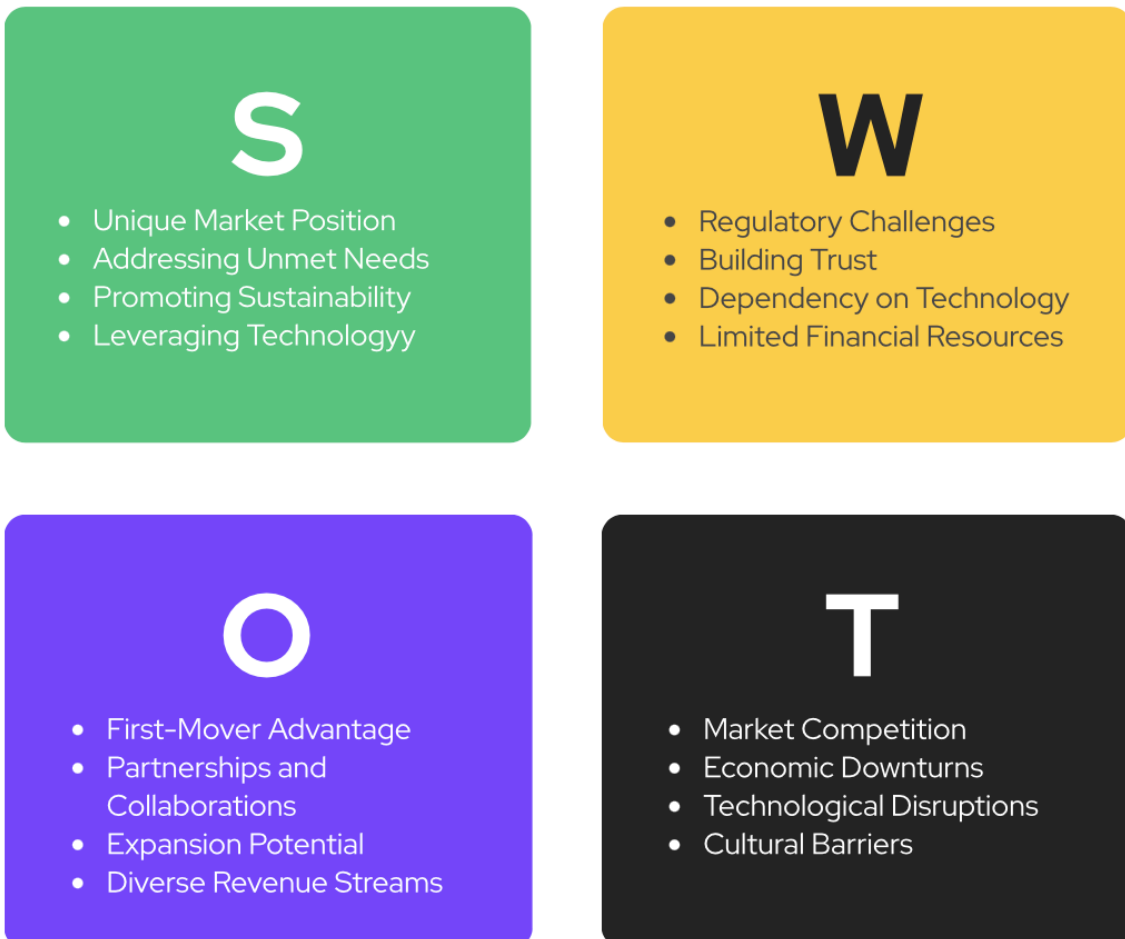 S
• Unique Market Position
• Addressing Unmet Needs
• Promoting Sustainability
• Leveraging Technologyy
W
• Regulatory Challenges
• Building Trust
• Dependency on Technology
• Limited Financial Resources
O
• First-Mover Advantage
• Partnerships and
Collaborations
• Expansion Potential
• Diverse Revenue Streams
T
• Market Competition
• Economic Downturns
• Technological Disruptions
• Cultural Barriers